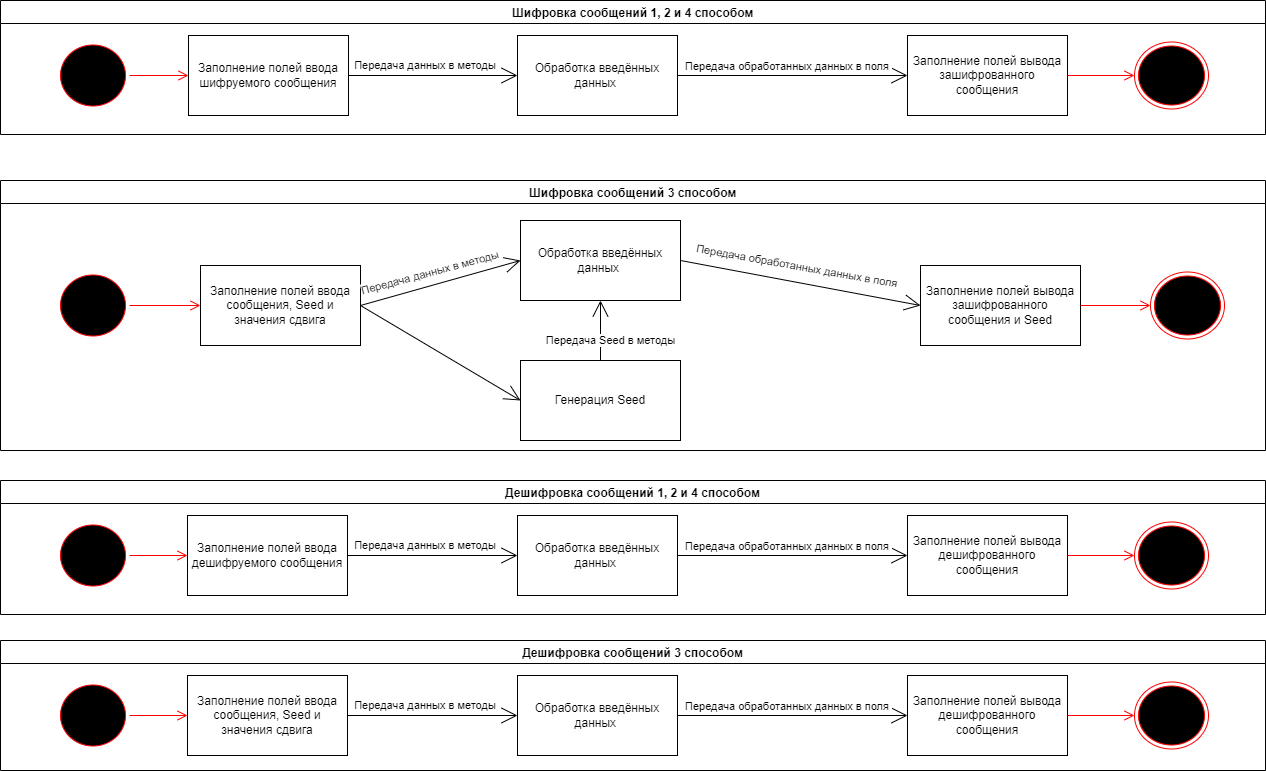 Шифровка сообщений 1, 2 и 4 способом
Заполнение полей ввода
шифруемого сообщения
Передача данных в методы
Обработка введённых
данных
Передача обработанных данных в поля
Заполнение полей вывода
зашифрованного
сообщения
Шифровка сообщений 3 способом
Заполнение полей ввода
сообщения, Seed и
значения сдвига
Передача данных в методы
Обработка введённых
данных
Передача Seed в методы
Генерация Seed
Передача обработанных данных в поля
Заполнение полей вывода
зашифрованного
сообщения и Seed
Дешифровка сообщений 1, 2 и 4 способом
Заполнение полей ввода
дешифруемого сообщения
Передача данных в методы
Обработка введённых
данных
Передача обработанных данных в поля
Заполнение полей вывода
дешифрованного
сообщения
Дешифровка сообщений 3 способом
Заполнение полей ввода
сообщения, Seed и
значения сдвига
Передача данных в методы
Обработка введённых
данных
Передача обработанных данных в поля
Заполнение полей вывода
дешифрованного
сообщения